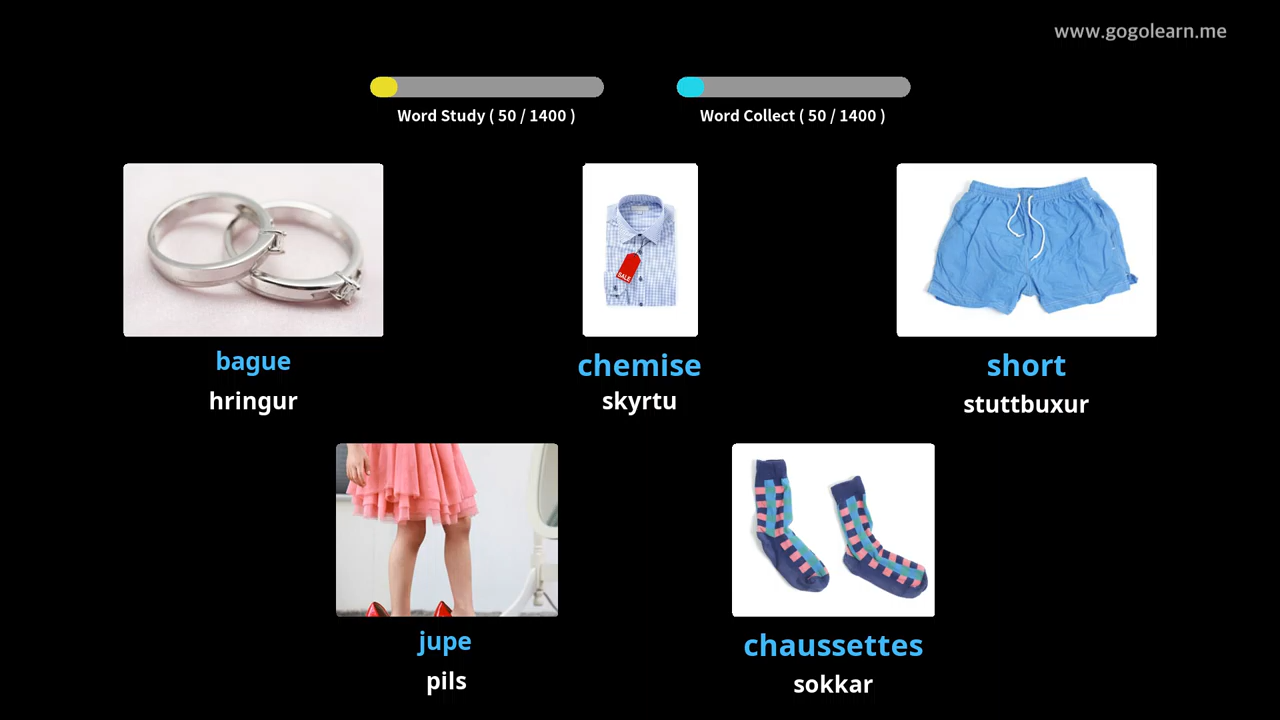 www.gogolearn.me
Word Study ( 50 / 1400 )
Word Collect ( 50 / 1400 )
bague
hringur
chemise
skyrtu
SALE
short
stuttbuxur
jupe
pils
chaussettes
sokkar